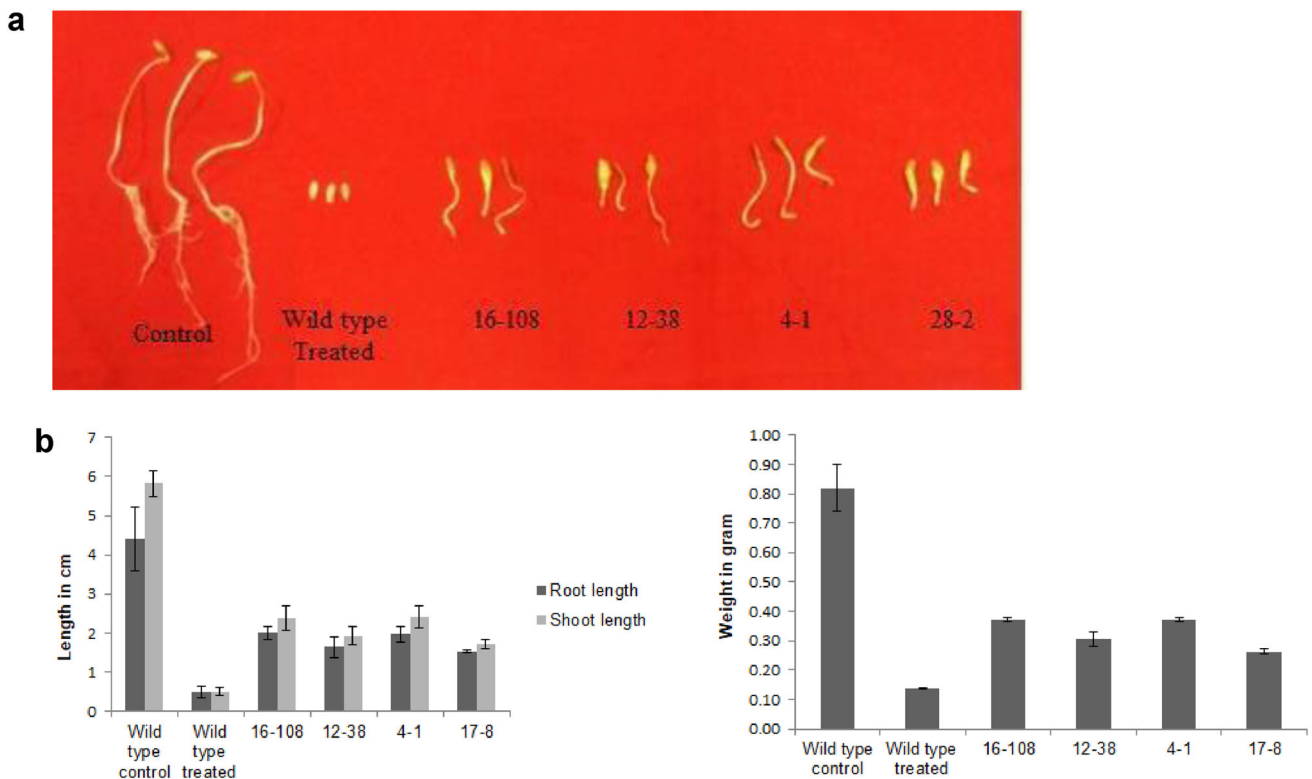 a
Control
Wild type
Treated
16-108
12-38
4-1
28-2
b
Length in cm
7
6
5
4
3
2
1
0
Wild
type
control
Wild
type
treated
16-108
12-38
4-1
17-8
Root length
Shoot length
Weight in gram
1.00
0.90
0.80
0.70
0.60
0.50
0.40
0.30
0.20
0.10
0.00
Wild type
control
Wild type
treated
16-108
12-38
4-1
17-8